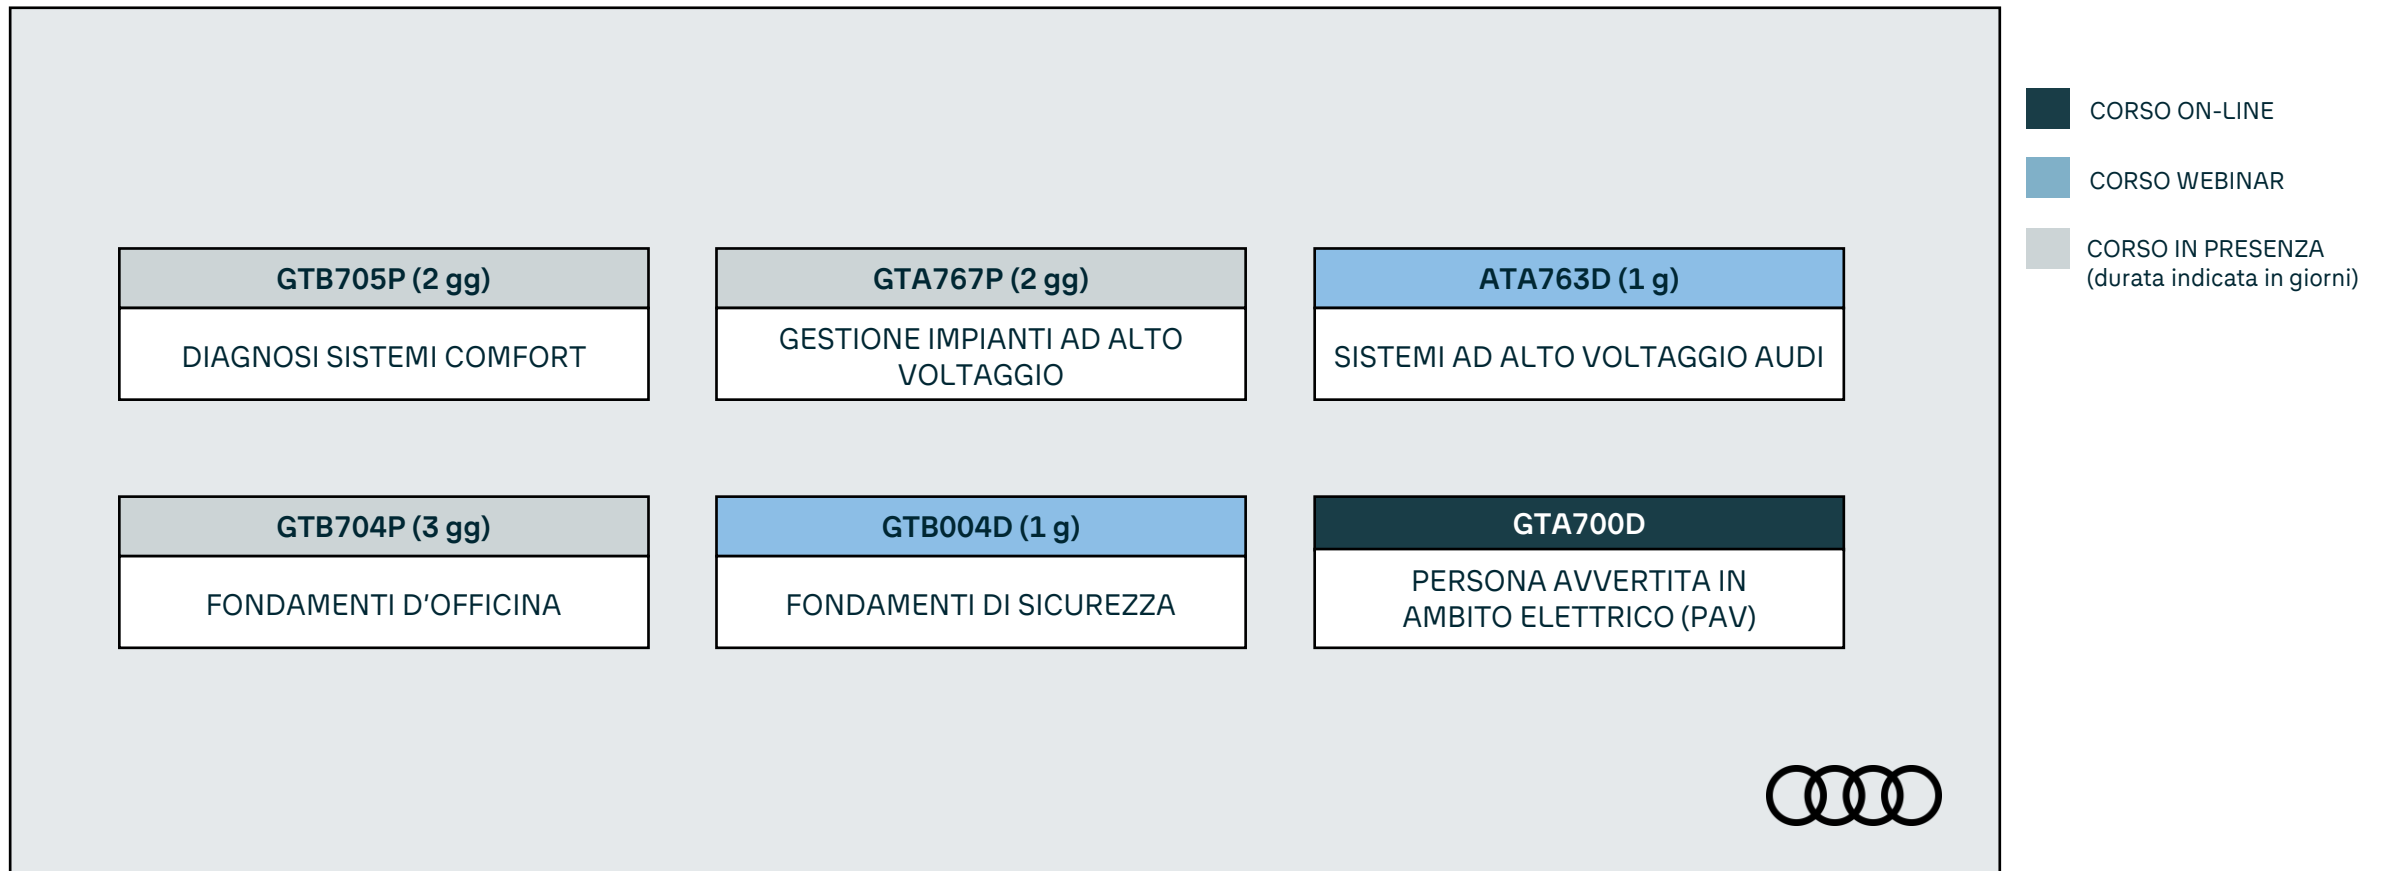 GTB705P (2 gg)
DIAGNOSI SISTEMI COMFORT
GTA767P (2 gg)
GESTIONE IMPIANTI AD ALTO
VOLTAGGIO
ATA763D (1 g)
SISTEMI AD ALTO VOLTAGGIO AUDI
GTB704P (3 gg)
FONDAMENTI D'OFFICINA
GTB004D (1 g)
FONDAMENTI DI SICUREZZA
GTA700D
PERSONA AVVERTITA IN
AMBITO ELETTRICO (PAV)
CORSO ON-LINE
CORSO WEBINAR
CORSO IN PRESENZA
(durata indicata in giorni)